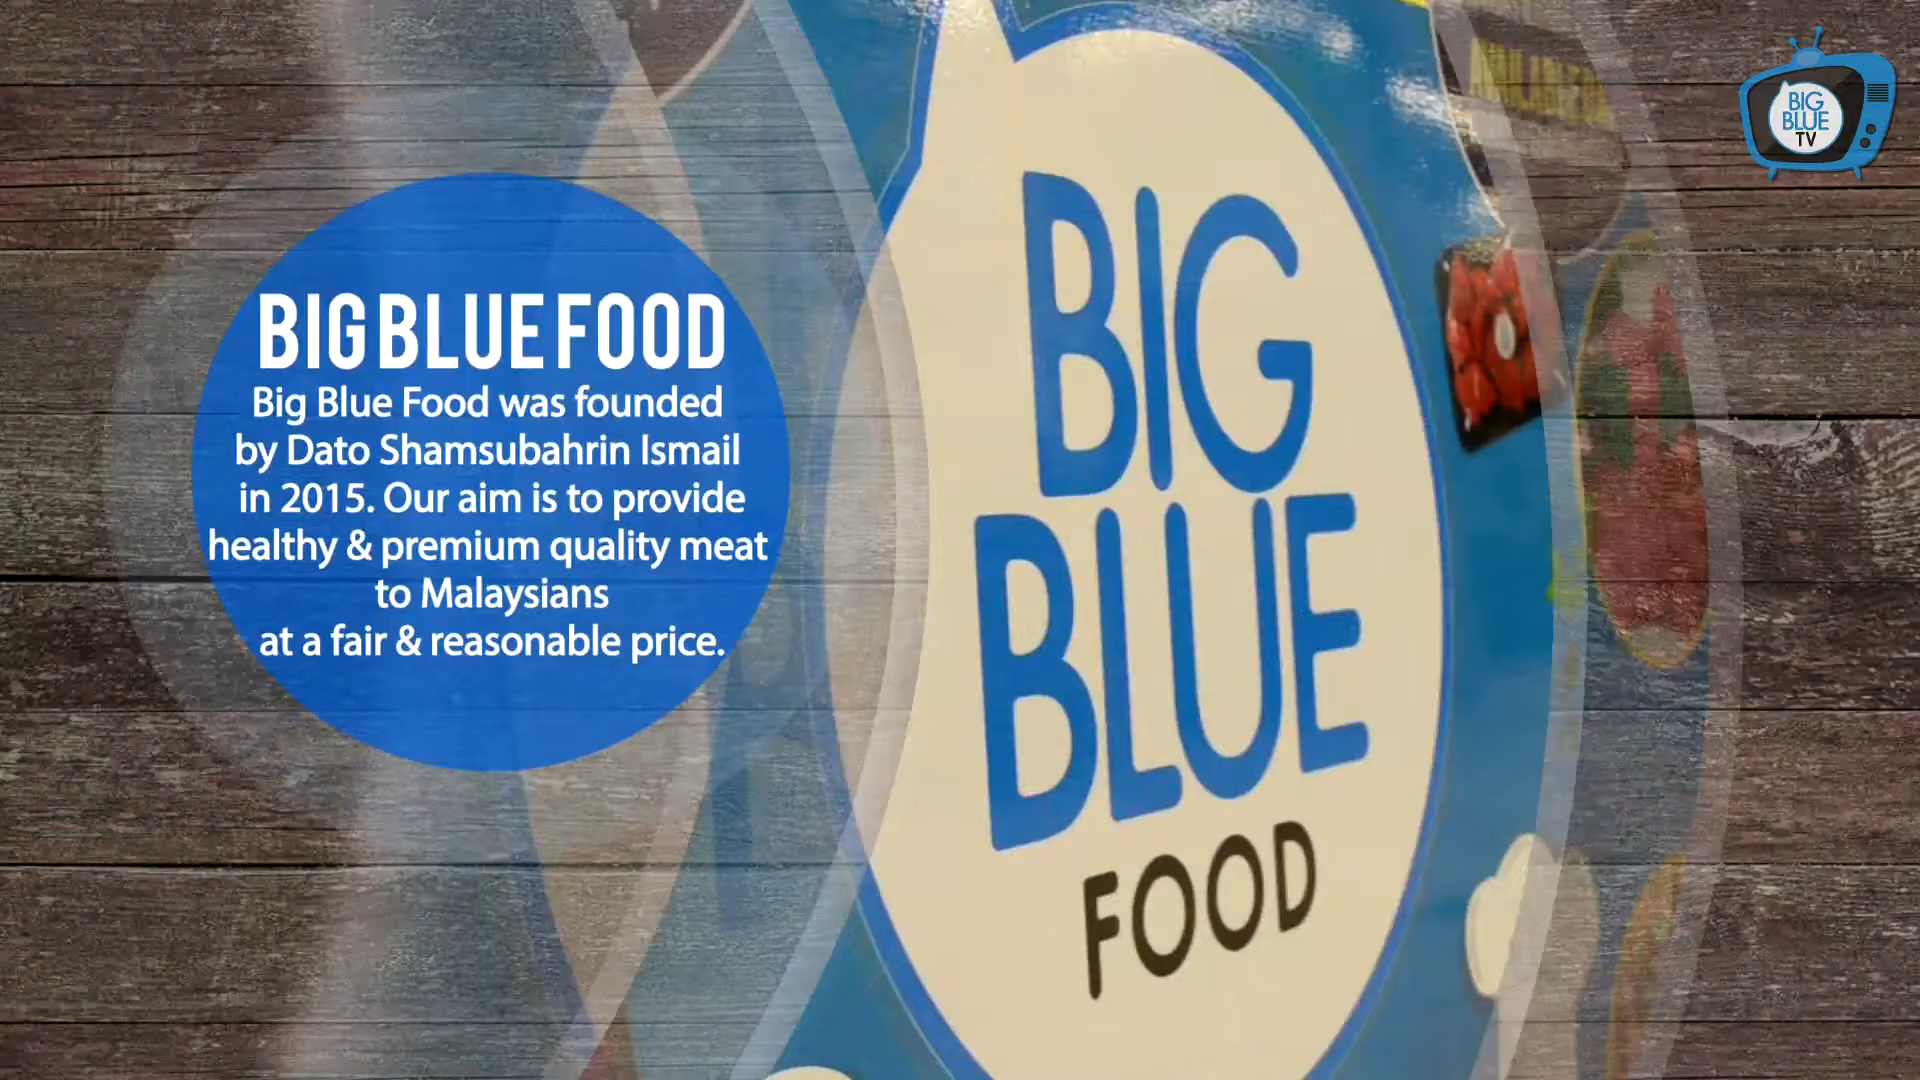 BIG
BLUE
TV
BIG BLUE FOOD
Big Blue Food was founded
by Dato Shamsubahrin Ismail
in 2015. Our aim is to provide
healthy & premium quality meat
to Malaysians
at a fair & reasonable price.
BIG
BLUE
FOOD